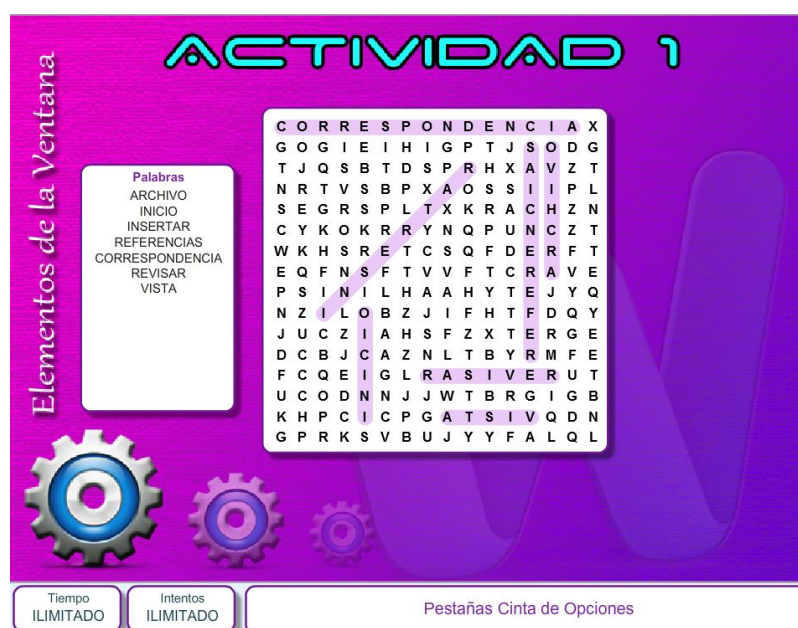 ACTIVIDAD 1
Elementos de la Ventana
Palabras
ARCHIVO
INICIO
INSERTAR
REFERENCIAS
CORRESPONDENCIA
REVISAR
VISTA
C O R R E S P O N D E N C I A X
G O G I E I H I G P T J S O D G
T J Q S B T D S P R H X A V Z T
N R T V S B P X A O S S I I P L
S E G R S P L T X K R A C H Z N
C Y K O K R R Y N Q P U N C Z T
W K H S R E T C S Q F D E R F T
E Q F N S F T V V F T C R A V E
P S I N I L H A A H Y T E J Y Q
N Z I L O B Z J I F H T F D Q Y
J U C Z I A H S F Z X T E R G E
D C B J C A Z N L T B Y R M F E
F C Q E I G L R A S I V E R U T
U C O D N N J J W T B R G I G B
K H P C I C P G A T S I V Q D N
G P R K S V B U J Y Y F A L Q L
Tiempo
ILIMITADO
Intentos
ILIMITADO
Pestañas Cinta de Opciones